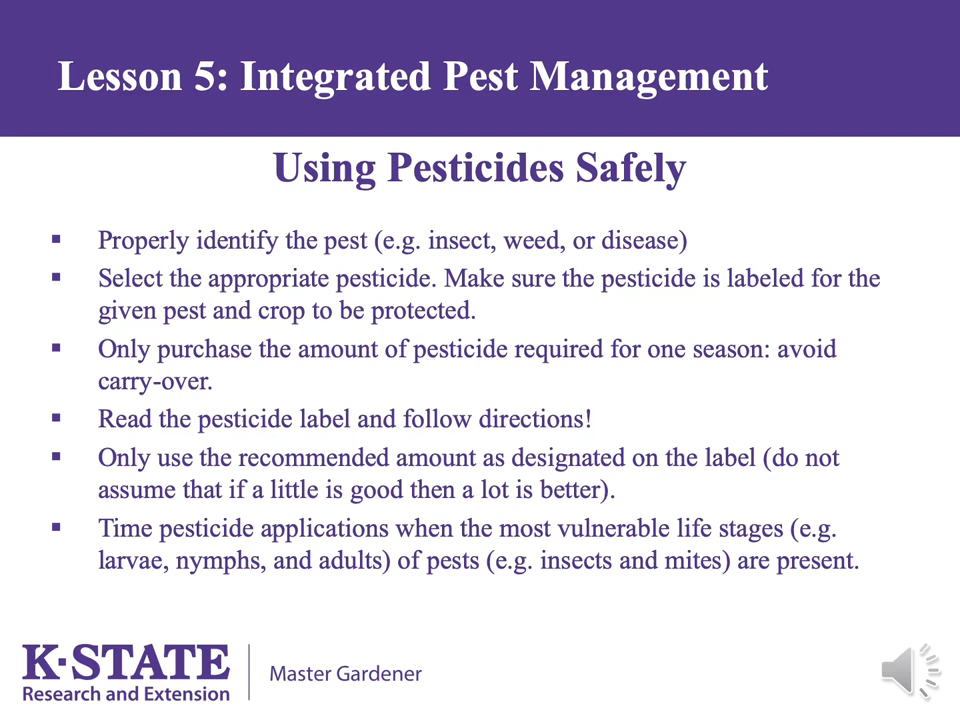 Lesson 5: Integrated Pest Management
Using Pesticides Safely
▪ Properly identify the pest (e.g. insect, weed, or disease)
▪ Select the appropriate pesticide. Make sure the pesticide is labeled for the
given pest and crop to be protected.
▪ Only purchase the amount of pesticide required for one season: avoid
carry-over.
▪ Read the pesticide label and follow directions!
▪ Only use the recommended amount as designated on the label (do not
assume that if a little is good then a lot is better).
▪ Time pesticide applications when the most vulnerable life stages (e.g.
larvae, nymphs, and adults) of pests (e.g. insects and mites) are present.
K·STATE
Research and Extension
Master Gardener